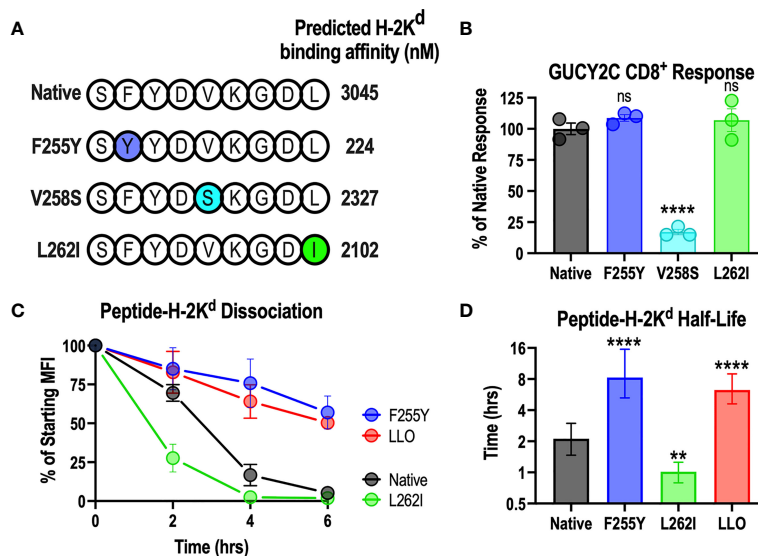 A
Predicted H-2Kd
binding affinity (nM)
Native S F Y D V K G D L 3045
F255Y S Y Y D V K G D L 224
V258S S F Y D S K G D L 2327
L262I S F Y D V K G D I 2102
B
GUCY2C CD8+ Response
% of Native Response
125
100
75
50
25
0
ns
****
ns
Native F255Y V258S L262I
C
Peptide-H-2Kd Dissociation
% of Starting MFI
100
75
50
25
0
0 2 4 6
Time (hrs)
F255Y
LLO
Native
L262I
D
Peptide-H-2Kd Half-Life
Time (hrs)
16
8
4
2
1
0.5
****
**
****
Native F255Y L262I LLO